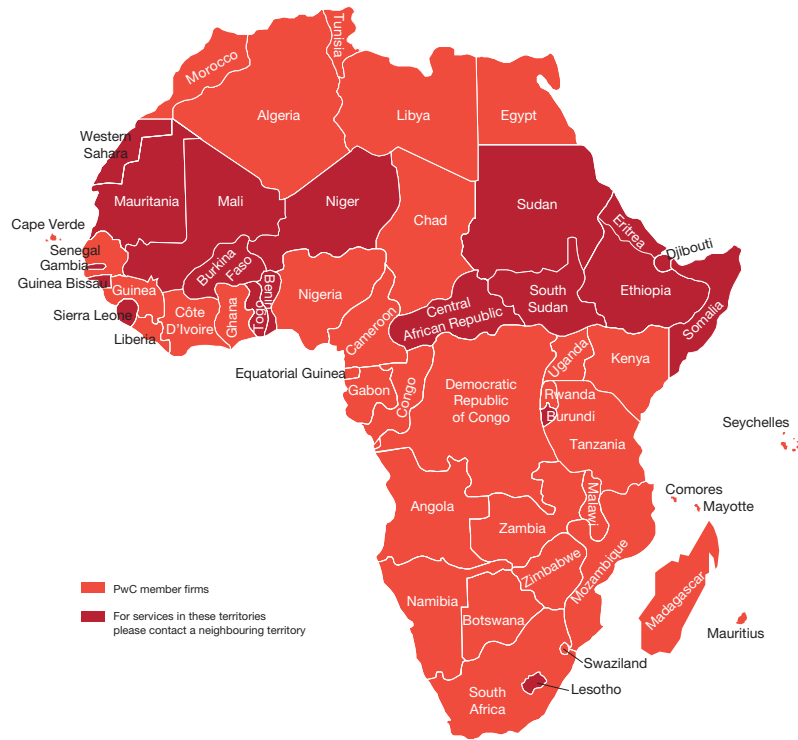 Tunisia
Morocco
Algeria
Libya
Egypt
Western
Sahara
Mauritania
Mali
Niger
Chad
Sudan
Eritrea
Djibouti
Cape Verde
Senegal
Gambia
Guinea Bissau
Guinea
Sierra Leone
Liberia
Côte
D'Ivoire
Burkina
Faso
Ghana
Togo
Benin
Nigeria
Cameroon
Central
African Republic
South
Sudan
Ethiopia
Somalia
Equatorial Guinea
Gabon
Congo
Democratic
Republic
of Congo
Uganda
Kenya
Rwanda
Burundi
Tanzania
Seychelles
Comores
Mayotte
Angola
Zambia
Malawi
Mozambique
Zimbabwe
Namibia
Botswana
Madagascar
Mauritius
Swaziland
Lesotho
South
Africa
PwC member firms
For services in these territories
please contact a neighbouring territory